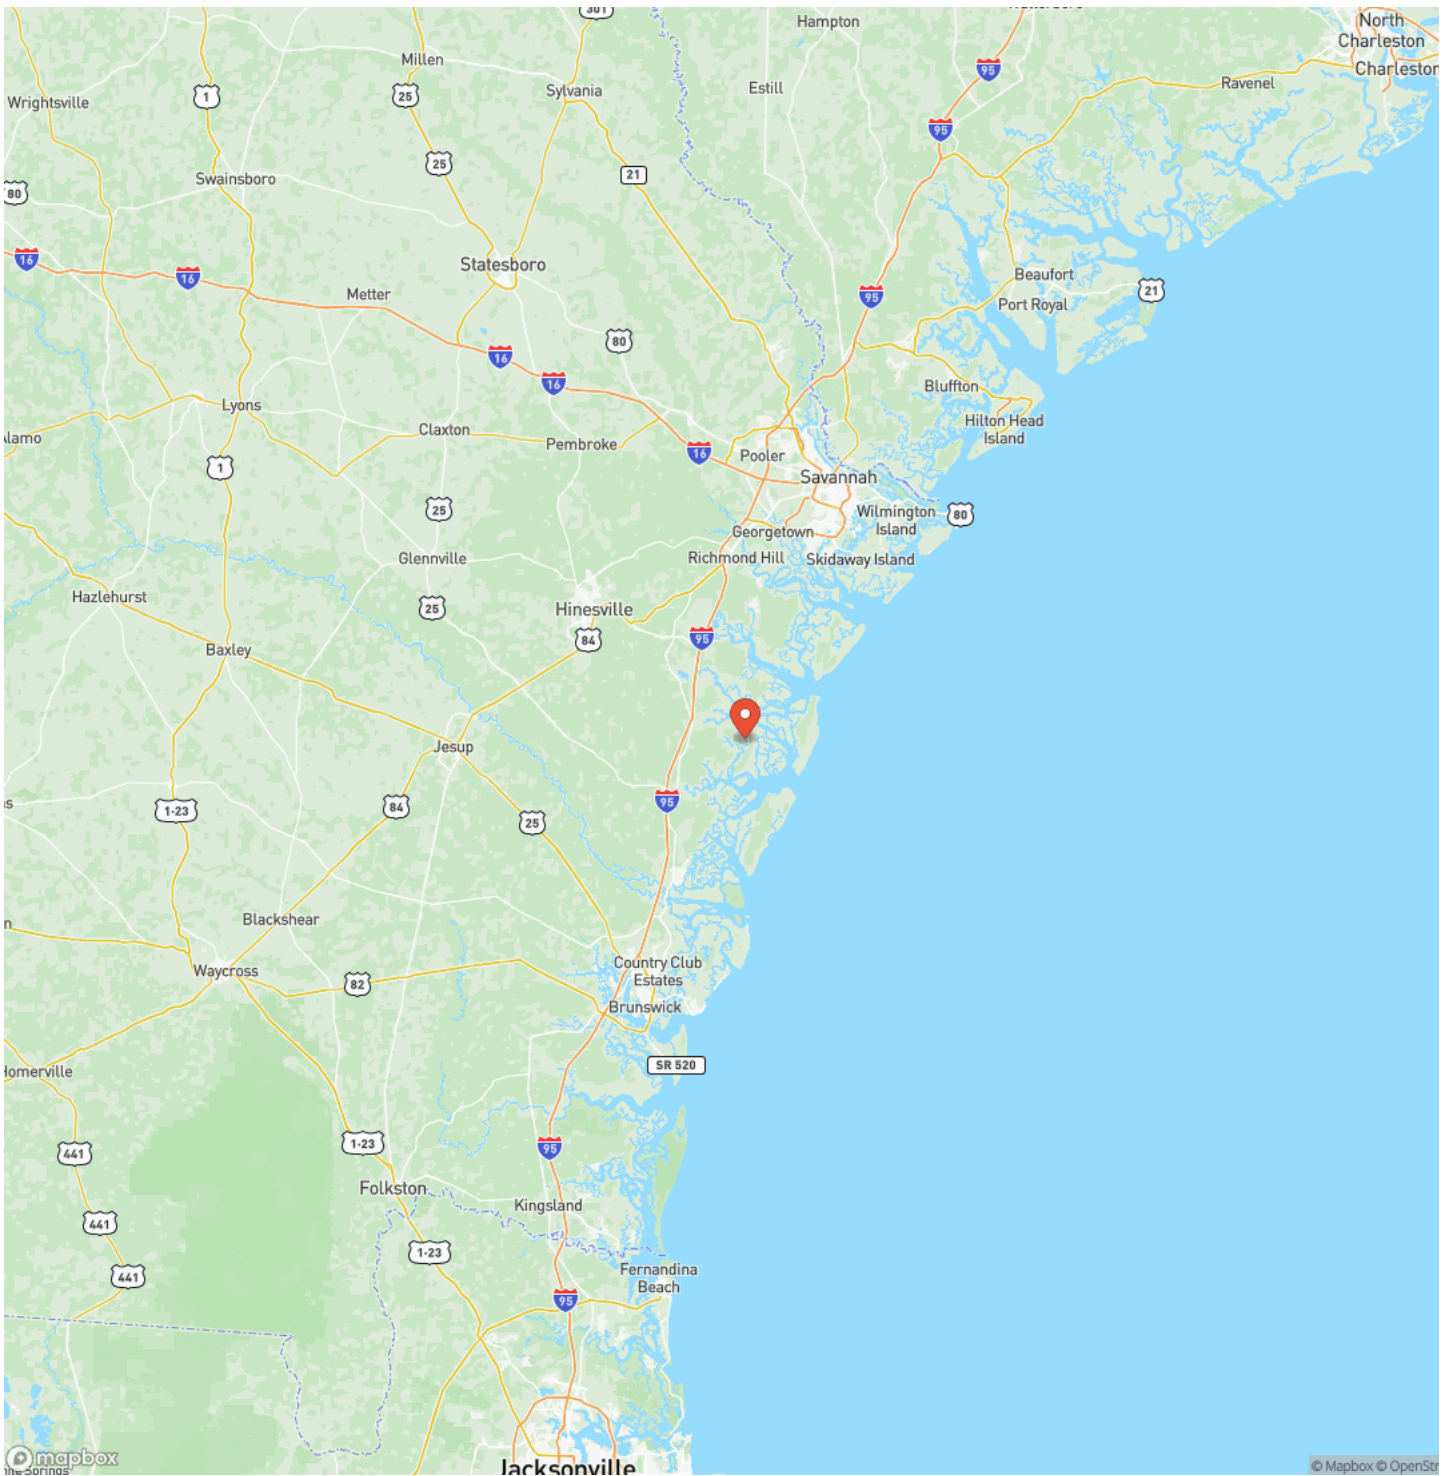 301
Hampton
North
Charleston
Charleston
Millen
95
Estill
Ravenel
Sylvania
Wrightsville
1
25
95
25
21
Swainsboro
80
16
16
Statesboro
Beaufort
21
Metter
95
Port Royal
80
16
16
Bluffton
Lyons
Hilton Head
Island
Claxton
Pembroke
Alamo
16
Pooler
1
Savannah
25
Wilmington
Island
80
Georgetown
Glennville
Richmond Hill
Skidaway Island
Hazlehurst
25
Hinesville
84
95
Baxley
Jesup
95
1-23
84
25
Blackshear
Country Club
Estates
Waycross
82
Brunswick
SR 520
Homerville
1-23
95
441
Folkston
Kingsland
441
1-23
Fernandina
Beach
441
95
mapbox
Jacksonville
© Mapbox © OpenStr